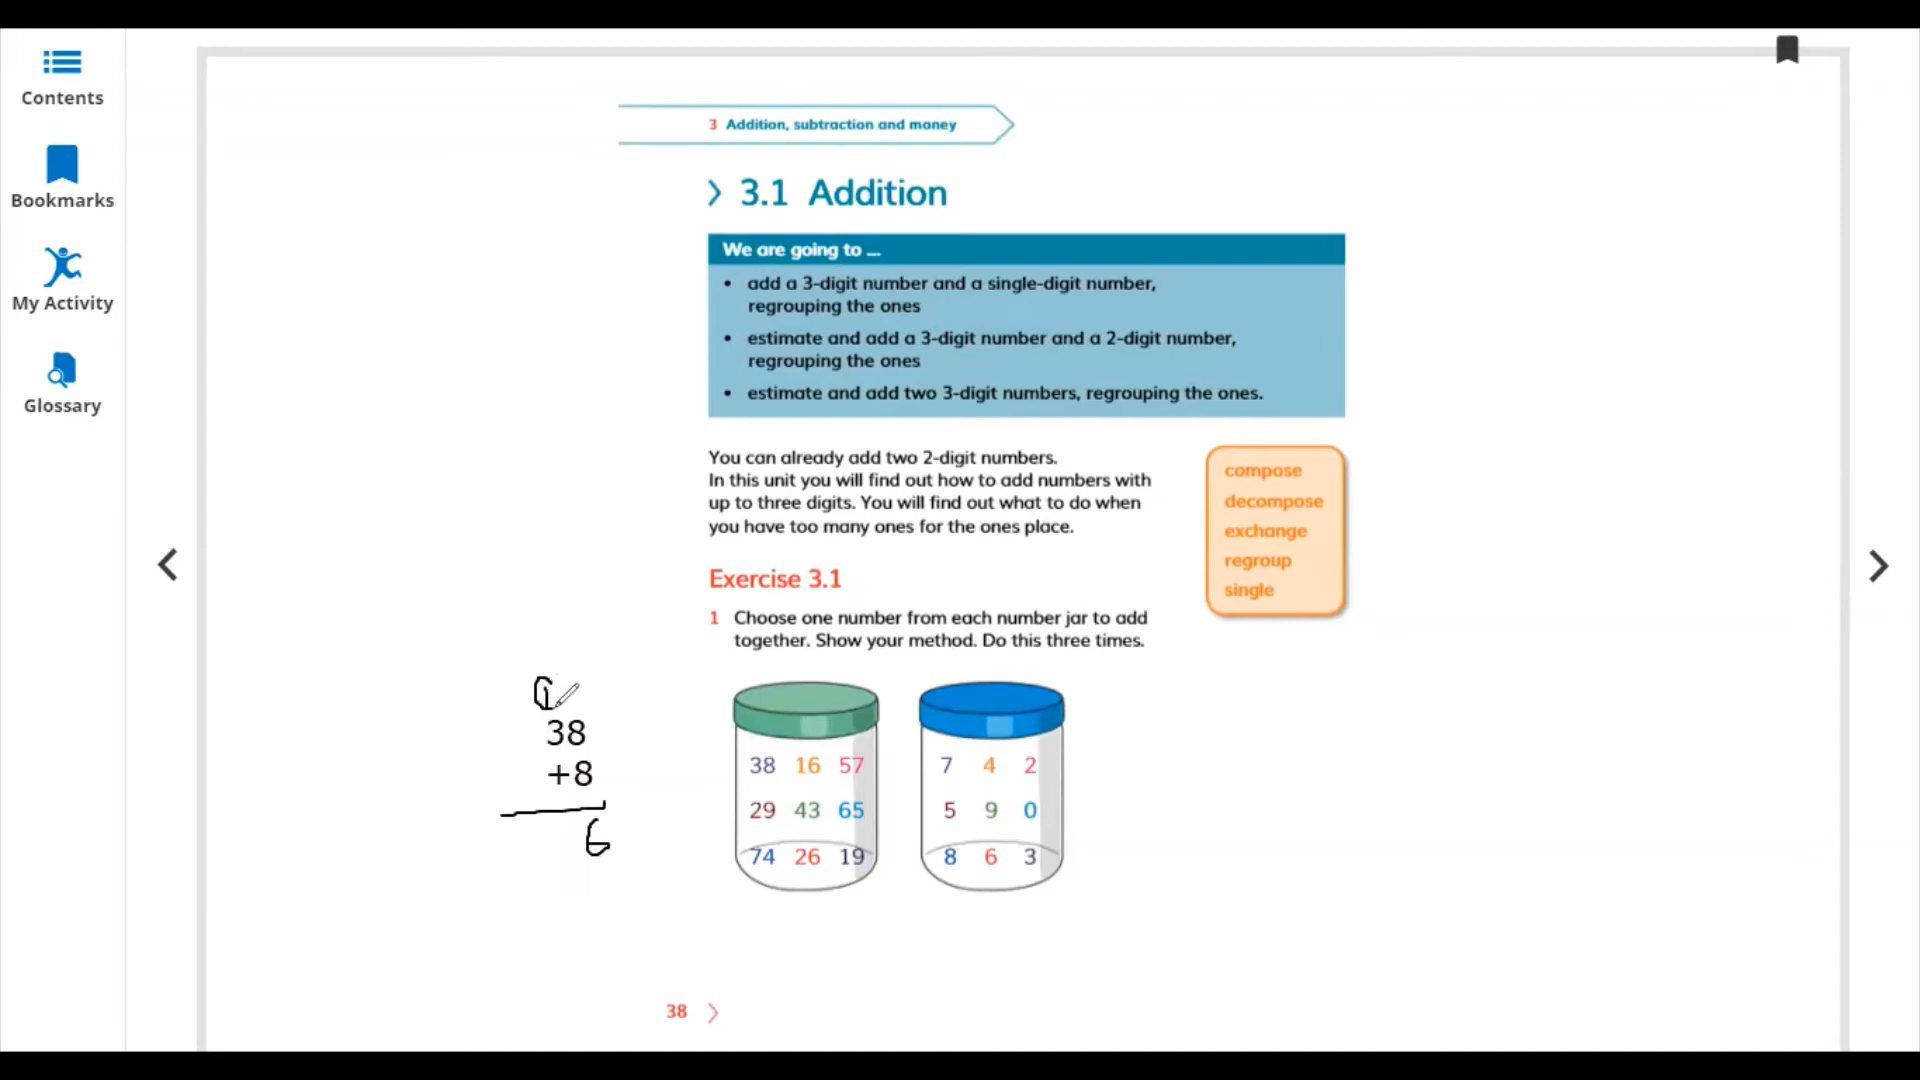 Contents
Bookmarks
My Activity
Glossary
3 Addition, subtraction and money
3.1 Addition
We are going to ...
• add a 3-digit number and a single-digit number,
regrouping the ones
• estimate and add a 3-digit number and a 2-digit number,
regrouping the ones
• estimate and add two 3-digit numbers, regrouping the ones.
You can already add two 2-digit numbers.
In this unit you will find out how to add numbers with
up to three digits. You will find out what to do when
you have too many ones for the ones place.
compose
decompose
exchange
regroup
single
Exercise 3.1
1 Choose one number from each number jar to add
together. Show your method. Do this three times.
1
38
+8
6
38 16 57
29 43 65
74 26 19
7 4 2
5 9 0
8 6 3
38